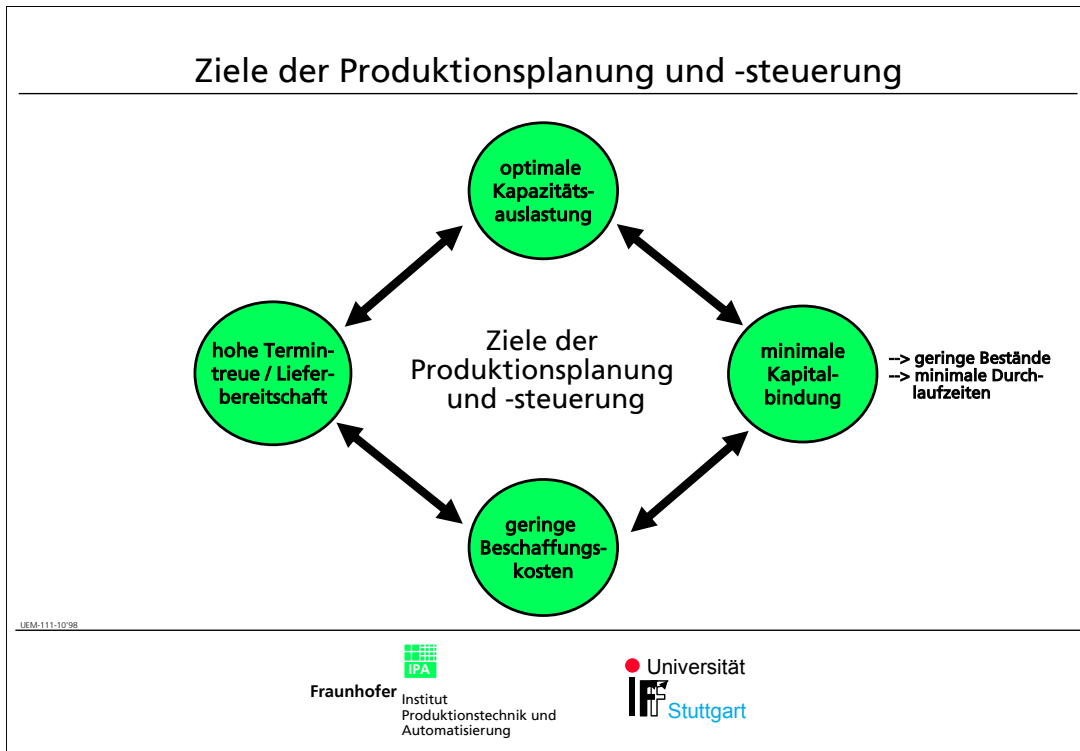 Ziele der Produktionsplanung und -steuerung
optimale
Kapazitäts-
auslastung
hohe Termin-
treue / Liefer-
bereitschaft
Ziele der
Produktionsplanung
und -steuerung
minimale
Kapital-
bindung
--> geringe Bestände
--> minimale Durch-
laufzeiten
geringe
Beschaffungs-
kosten
UEM-111-10'98
IPA
Fraunhofer
Institut
Produktionstechnik und
Automatisierung
Universität
IFF
Stuttgart